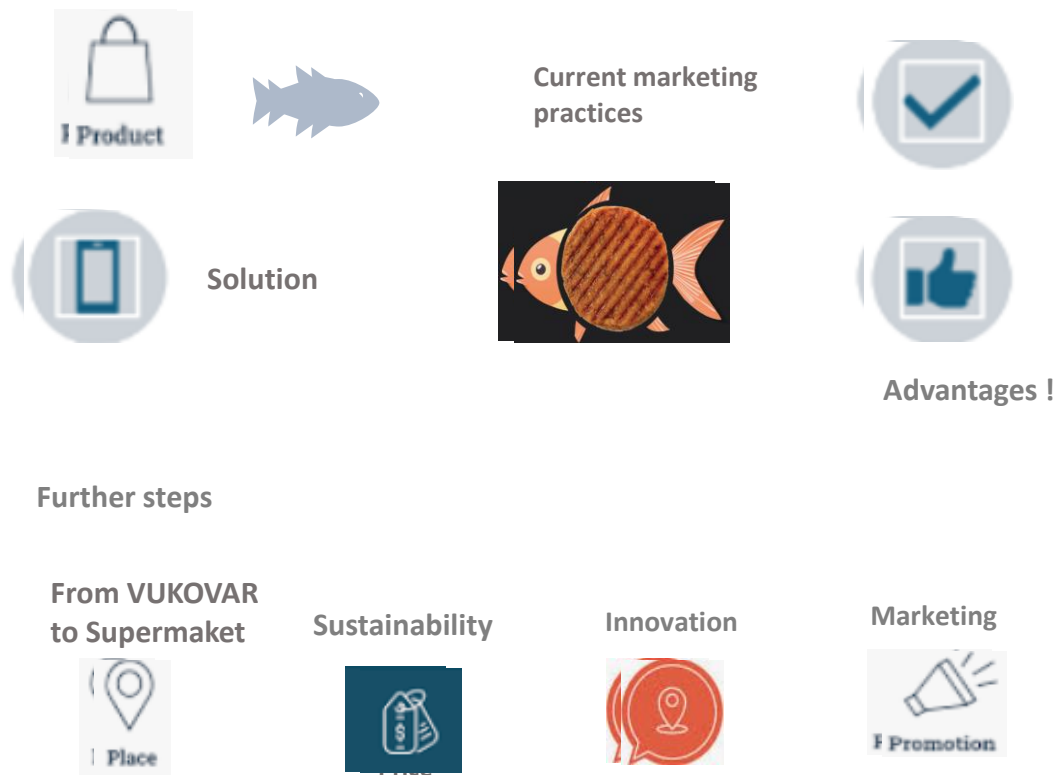 Product
Current marketing
practices
Solution
Advantages !
Further steps
From VUKOVAR
to Supermaket
Sustainability
Innovation
Marketing
Place
Promotion